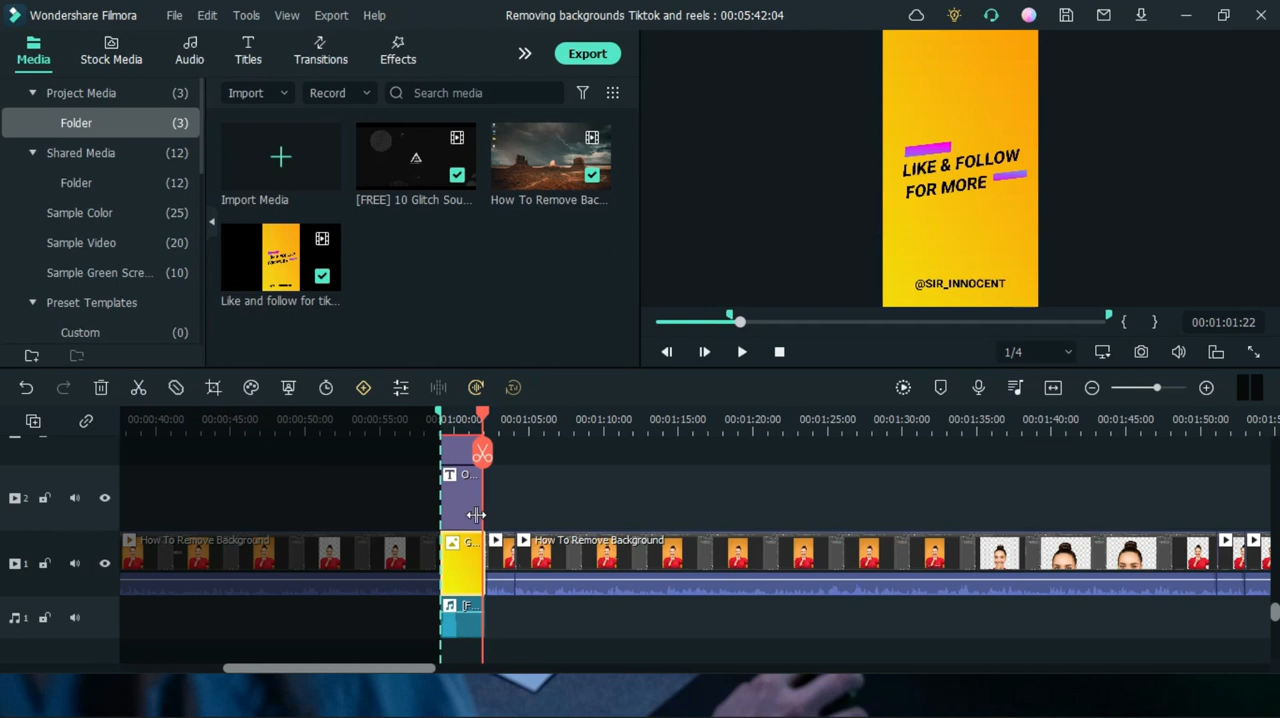 Wondershare Filmora
File
Edit
Tools
View
Export
Help
Removing backgrounds Tiktok and reels : 00:05:42:04
Media
Stock Media
Audio
Titles
Transitions
Effects
Export
Project Media (3)
Folder (3)
Shared Media (12)
Folder (12)
Sample Color (25)
Sample Video (20)
Sample Green Scre... (10)
Preset Templates
Custom (0)
Import
Record
Search media
Import Media
[FREE] 10 Glitch Sou...
How To Remove Bac...
Like and follow for tik...
LIKE & FOLLOW
FOR MORE
@SIR_INNOCENT
00:01:01:22
1/4
00:00:40:00
00:00:45:00
00:00:50:00
00:00:55:00
00:01:00:00
00:01:05:00
00:01:10:00
00:01:15:00
00:01:20:00
00:01:25:00
00:01:30:00
00:01:35:00
00:01:40:00
00:01:45:00
00:01:50:00
T O...
2
How To Remove Background
G...
How To Remove Background
1
1